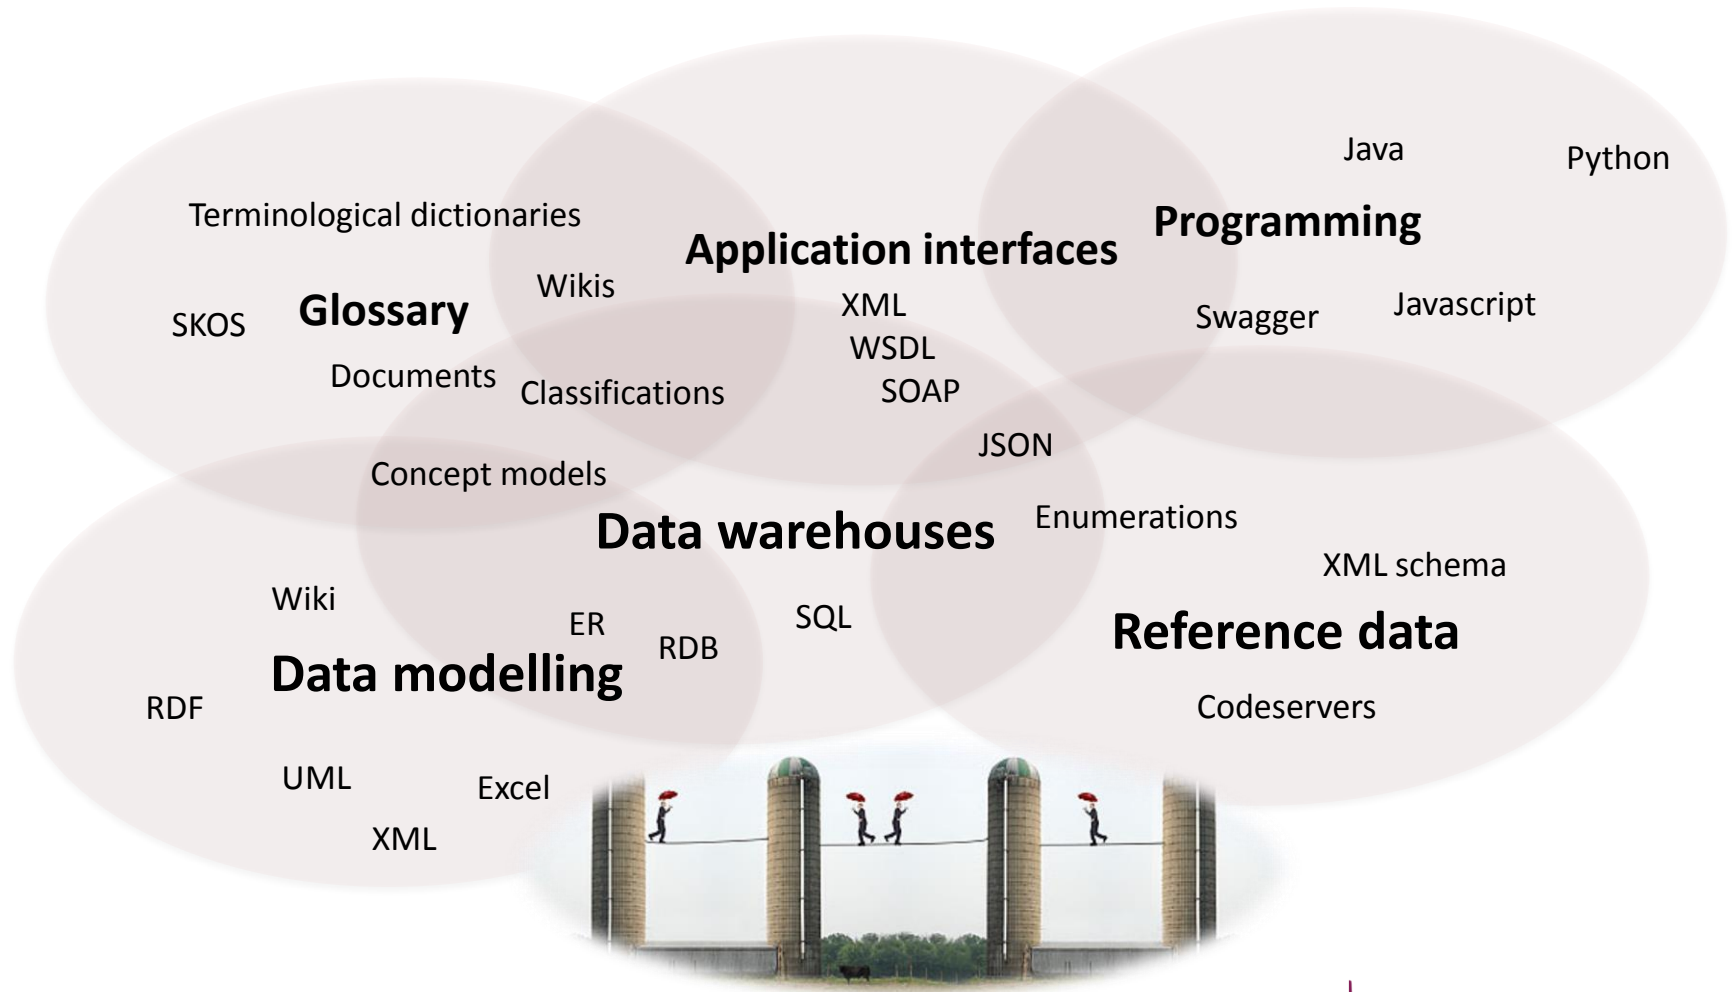 Java
Python
Terminological dictionaries
Programming
Application interfaces
Wikis
Glossary
SKOS
XML
Swagger
Javascript
WSDL
Documents
Classifications
SOAP
JSON
Concept models
Data warehouses
Enumerations
XML schema
Wiki
ER
SQL
Reference data
RDB
Data modelling
RDF
Codeservers
UML
Excel
XML